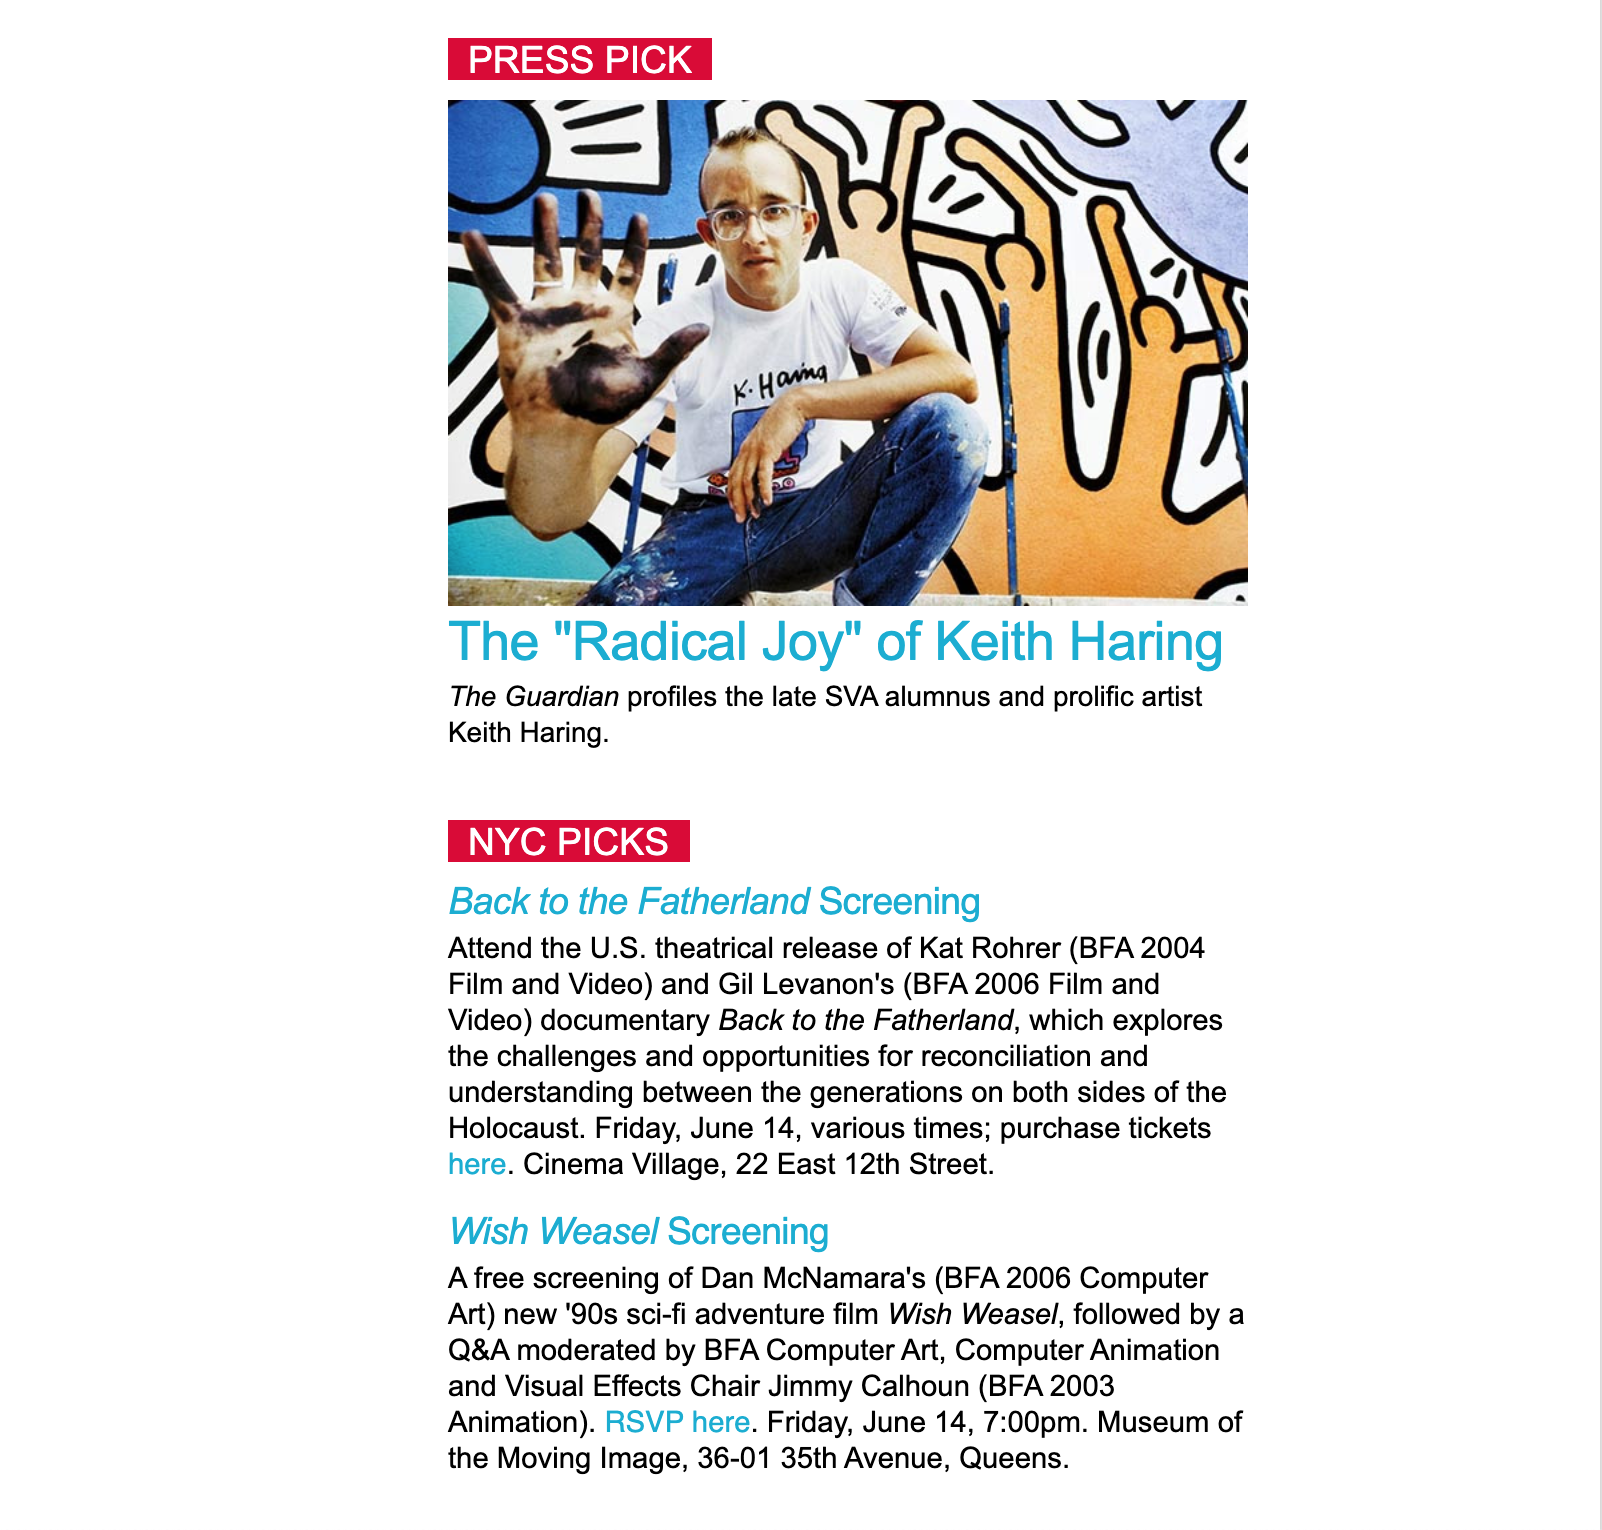 PRESS PICK
K. Haring
The "Radical Joy" of Keith Haring
The Guardian profiles the late SVA alumnus and prolific artist
Keith Haring.
NYC PICKS
Back to the Fatherland Screening
Attend the U.S. theatrical release of Kat Rohrer (BFA 2004
Film and Video) and Gil Levanon's (BFA 2006 Film and
Video) documentary Back to the Fatherland, which explores
the challenges and opportunities for reconciliation and
understanding between the generations on both sides of the
Holocaust. Friday, June 14, various times; purchase tickets
here. Cinema Village, 22 East 12th Street.
Wish Weasel Screening
A free screening of Dan McNamara's (BFA 2006 Computer
Art) new '90s sci-fi adventure film Wish Weasel, followed by a
Q&A moderated by BFA Computer Art, Computer Animation
and Visual Effects Chair Jimmy Calhoun (BFA 2003
Animation). RSVP here. Friday, June 14, 7:00pm. Museum of
the Moving Image, 36-01 35th Avenue, Queens.